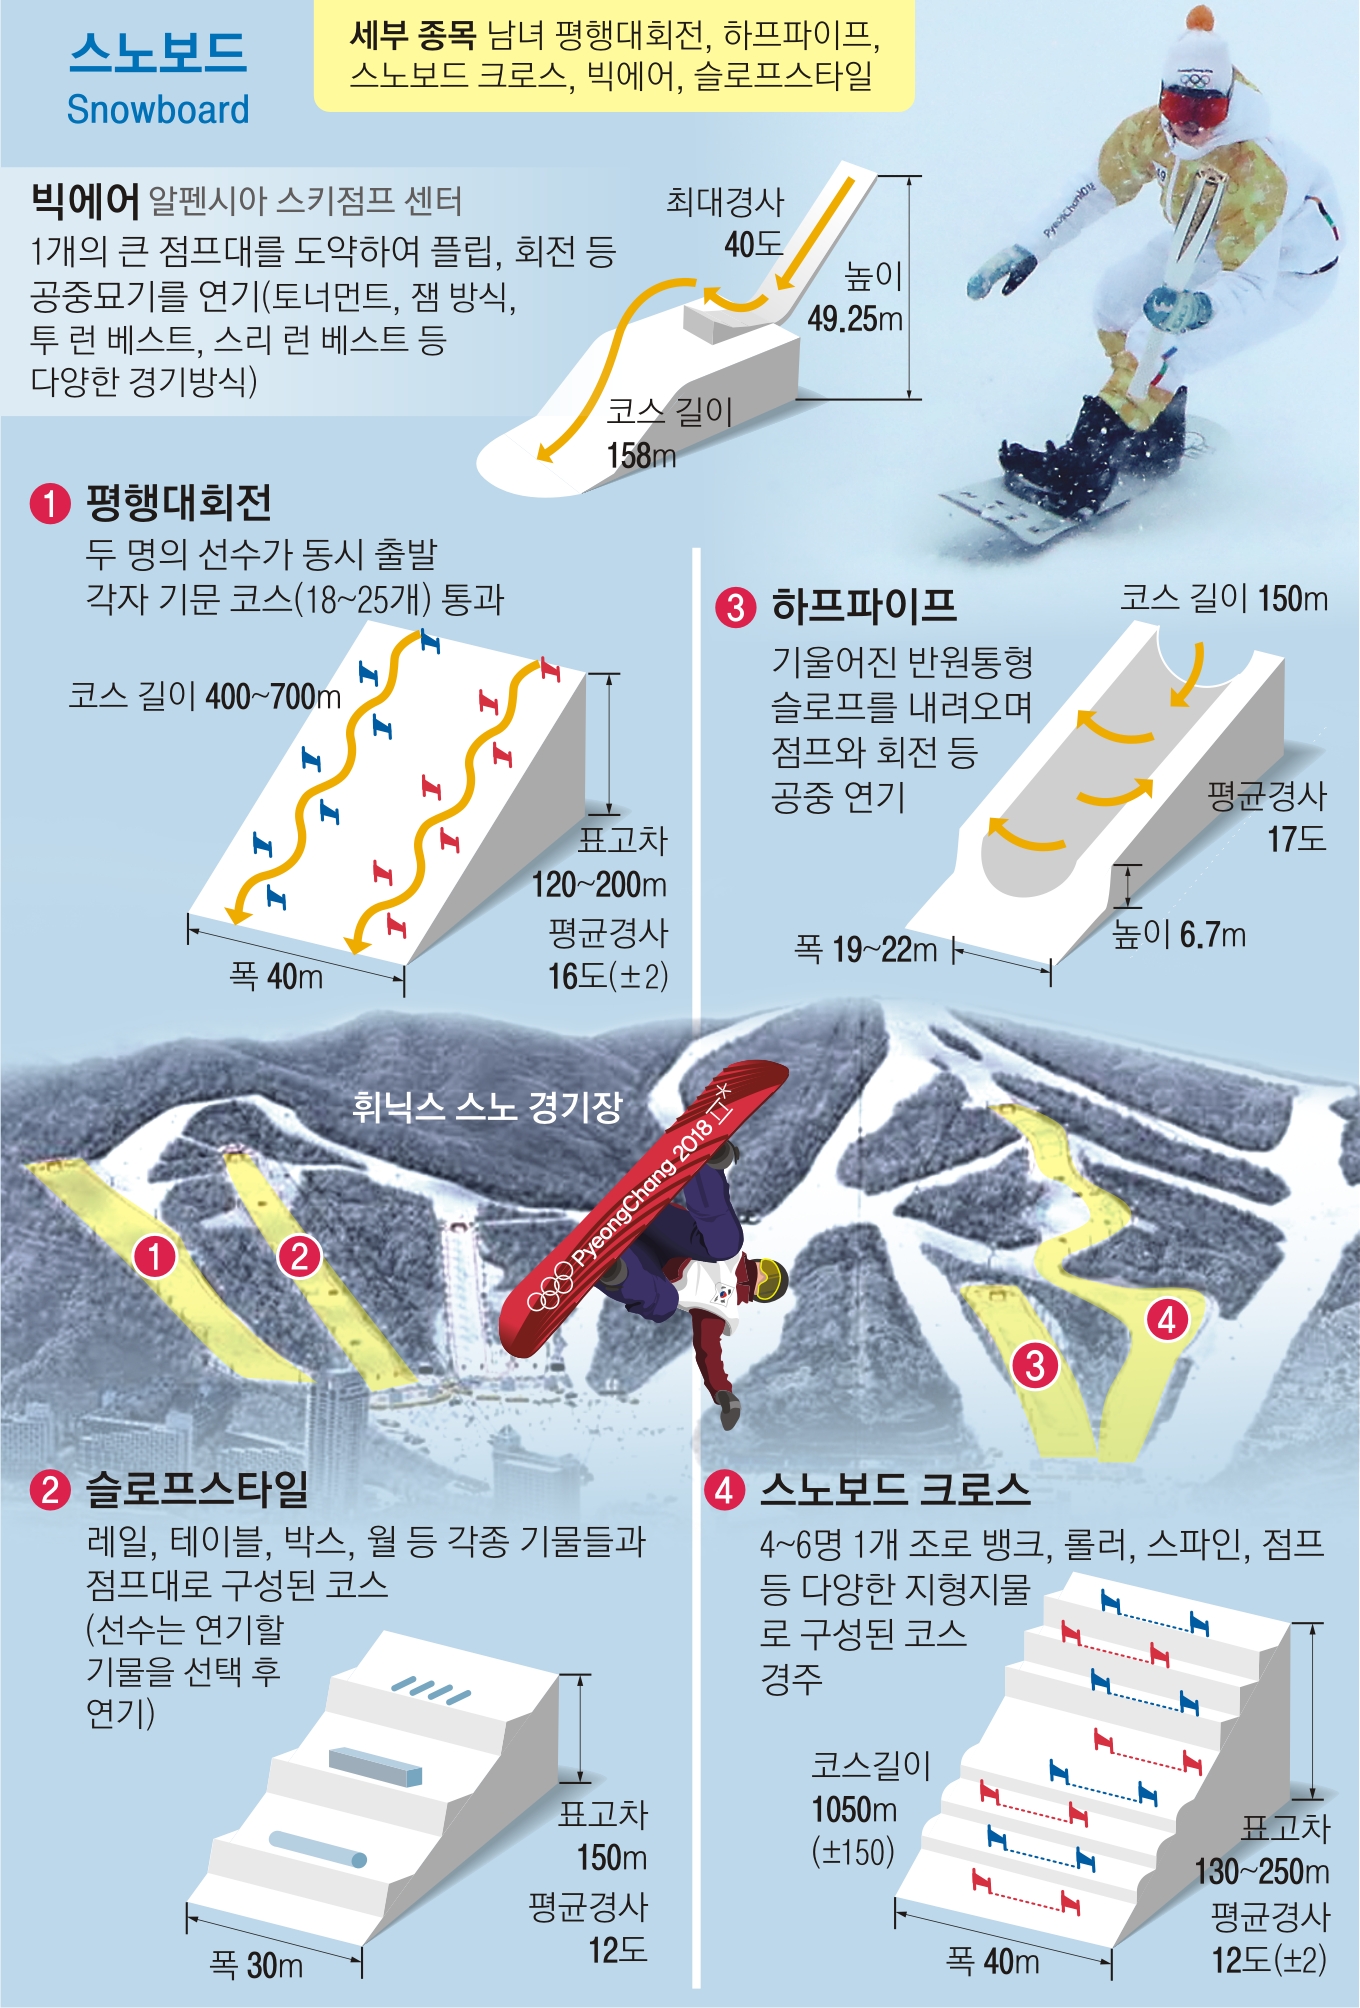 스노보드
Snowboard
세부 종목 남녀 평행대회전, 하프파이프,
스노보드 크로스, 빅에어, 슬로프스타일
빅에어 알펜시아 스키점프 센터
1개의 큰 점프대를 도약하여 플립, 회전 등
공중묘기를 연기(토너먼트, 잼 방식,
투 런 베스트, 스리 런 베스트 등
다양한 경기방식)
최대경사
40도
높이
49.25m
코스 길이
158m
PyeongChang2018
1 평행대회전
두 명의 선수가 동시 출발
각자 기문 코스(18~25개) 통과
코스 길이 400~700m
표고차
120~200m
평균경사
16도(±2)
폭 40m
3 하프파이프
코스 길이 150m
기울어진 반원통형
슬로프를 내려오며
점프와 회전 등
공중 연기
평균경사
17도
높이 6.7m
폭 19~22m
휘닉스 스노 경기장
PyeongChang 2018
1
2
3
4
2 슬로프스타일
레일, 테이블, 박스, 월 등 각종 기물들과
점프대로 구성된 코스
(선수는 연기할
기물을 선택 후
연기)
표고차
150m
평균경사
12도
폭 30m
4 스노보드 크로스
4~6명 1개 조로 뱅크, 롤러, 스파인, 점프
등 다양한 지형지물
로 구성된 코스
경주
코스길이
1050m
(±150)
표고차
130~250m
평균경사
12도(±2)
폭 40m